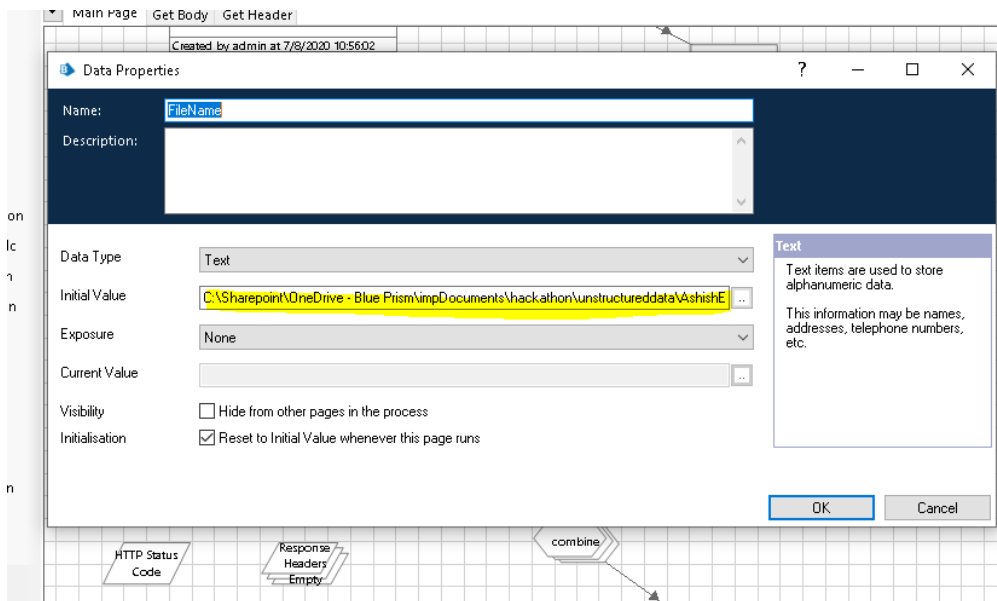 Main Page Get Body Get Header
Created by admin at 7/8/2020 10:56:02
Data Properties
Name: FileName
Description:
on
lc
n
n
Data Type Text
Initial Value C:\Sharepoint\OneDrive - Blue Prism\impDocuments\hackathon\unstructureddata\AshishE ..
Exposure None
Current Value ..
Visibility Hide from other pages in the process
Initialisation Reset to Initial Value whenever this page runs
Text
Text items are used to store
alphanumeric data.
This information may be names,
addresses, telephone numbers,
etc.
n
OK Cancel
HTTP Status
Code
Response
Headers
Empty
combine